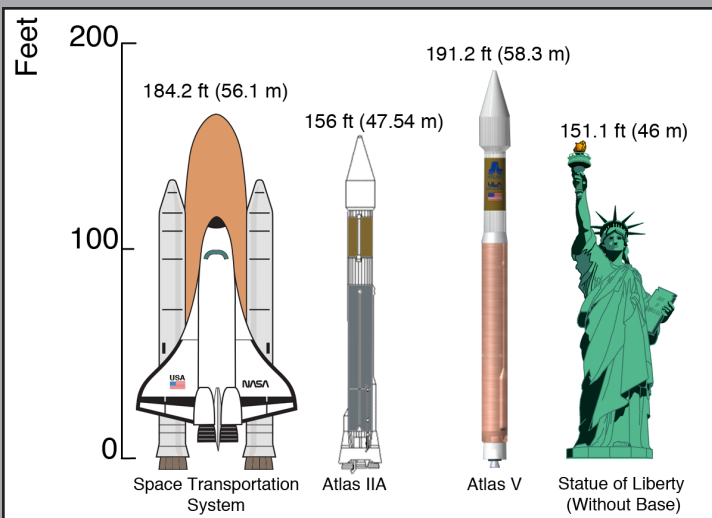 Feet
200
100
0
184.2 ft (56.1 m)
156 ft (47.54 m)
191.2 ft (58.3 m)
151.1 ft (46 m)
USA
NASA
Space Transportation
System
Atlas IIA
Atlas V
Statue of Liberty
(Without Base)